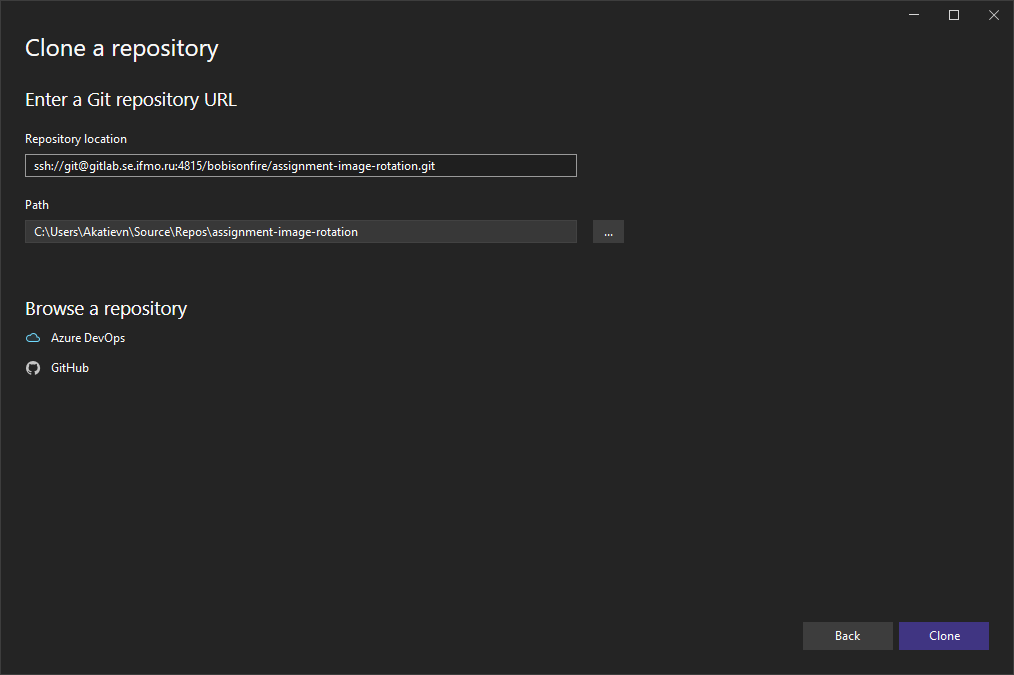 Clone a repository
Enter a Git repository URL
Repository location
ssh://git@gitlab.se.ifmo.ru:4815/bobisonfire/assignment-image-rotation.git
Path
C:\Users\Akatievn\Source\Repos\assignment-image-rotation
...
Browse a repository
Azure DevOps
GitHub
Back
Clone